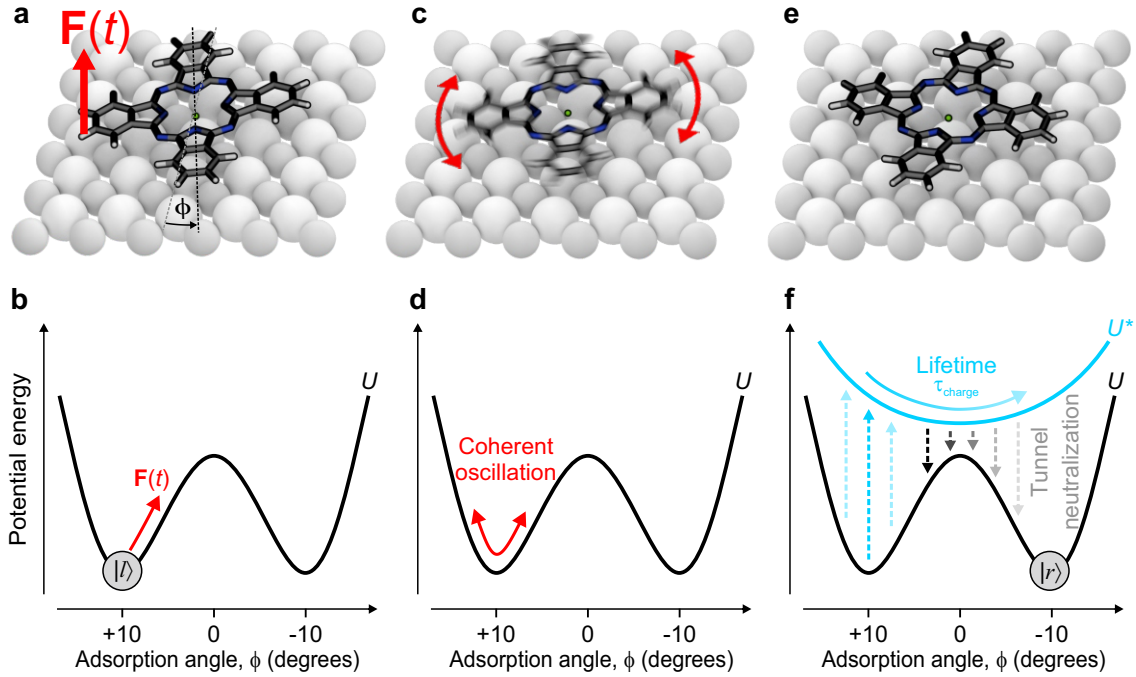 a
F(t)
ϕ
c
e
b
Potential energy
U
F(t)
|l⟩
+10
0
-10
Adsorption angle, ϕ (degrees)
d
U
Coherent
oscillation
+10
0
-10
Adsorption angle, ϕ (degrees)
f
U*
Lifetime
τcharge
U
Tunnel
neutralization
|r⟩
+10
0
-10
Adsorption angle, ϕ (degrees)